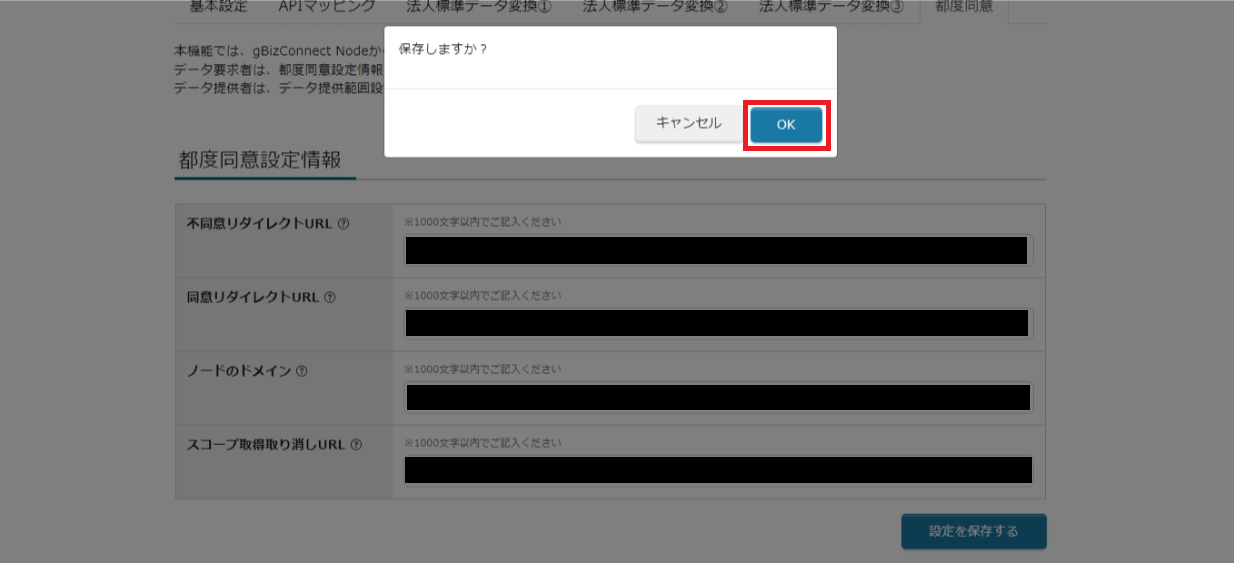 基本設定 APIマッピング 法人標準データ変換① 法人標準データ変換② 法人標準データ変換③ 都度同意
本機能では、gBizConnect Nodeか
データ要求者は、都度同意設定情報
データ提供者は、データ提供範囲設
保存しますか？
キャンセル OK
都度同意設定情報
不同意リダイレクトURL ?
※1000文字以内でご記入ください
同意リダイレクトURL ?
※1000文字以内でご記入ください
ノードのドメイン ?
※1000文字以内でご記入ください
スコープ取得取り消しURL ?
※1000文字以内でご記入ください
設定を保存する